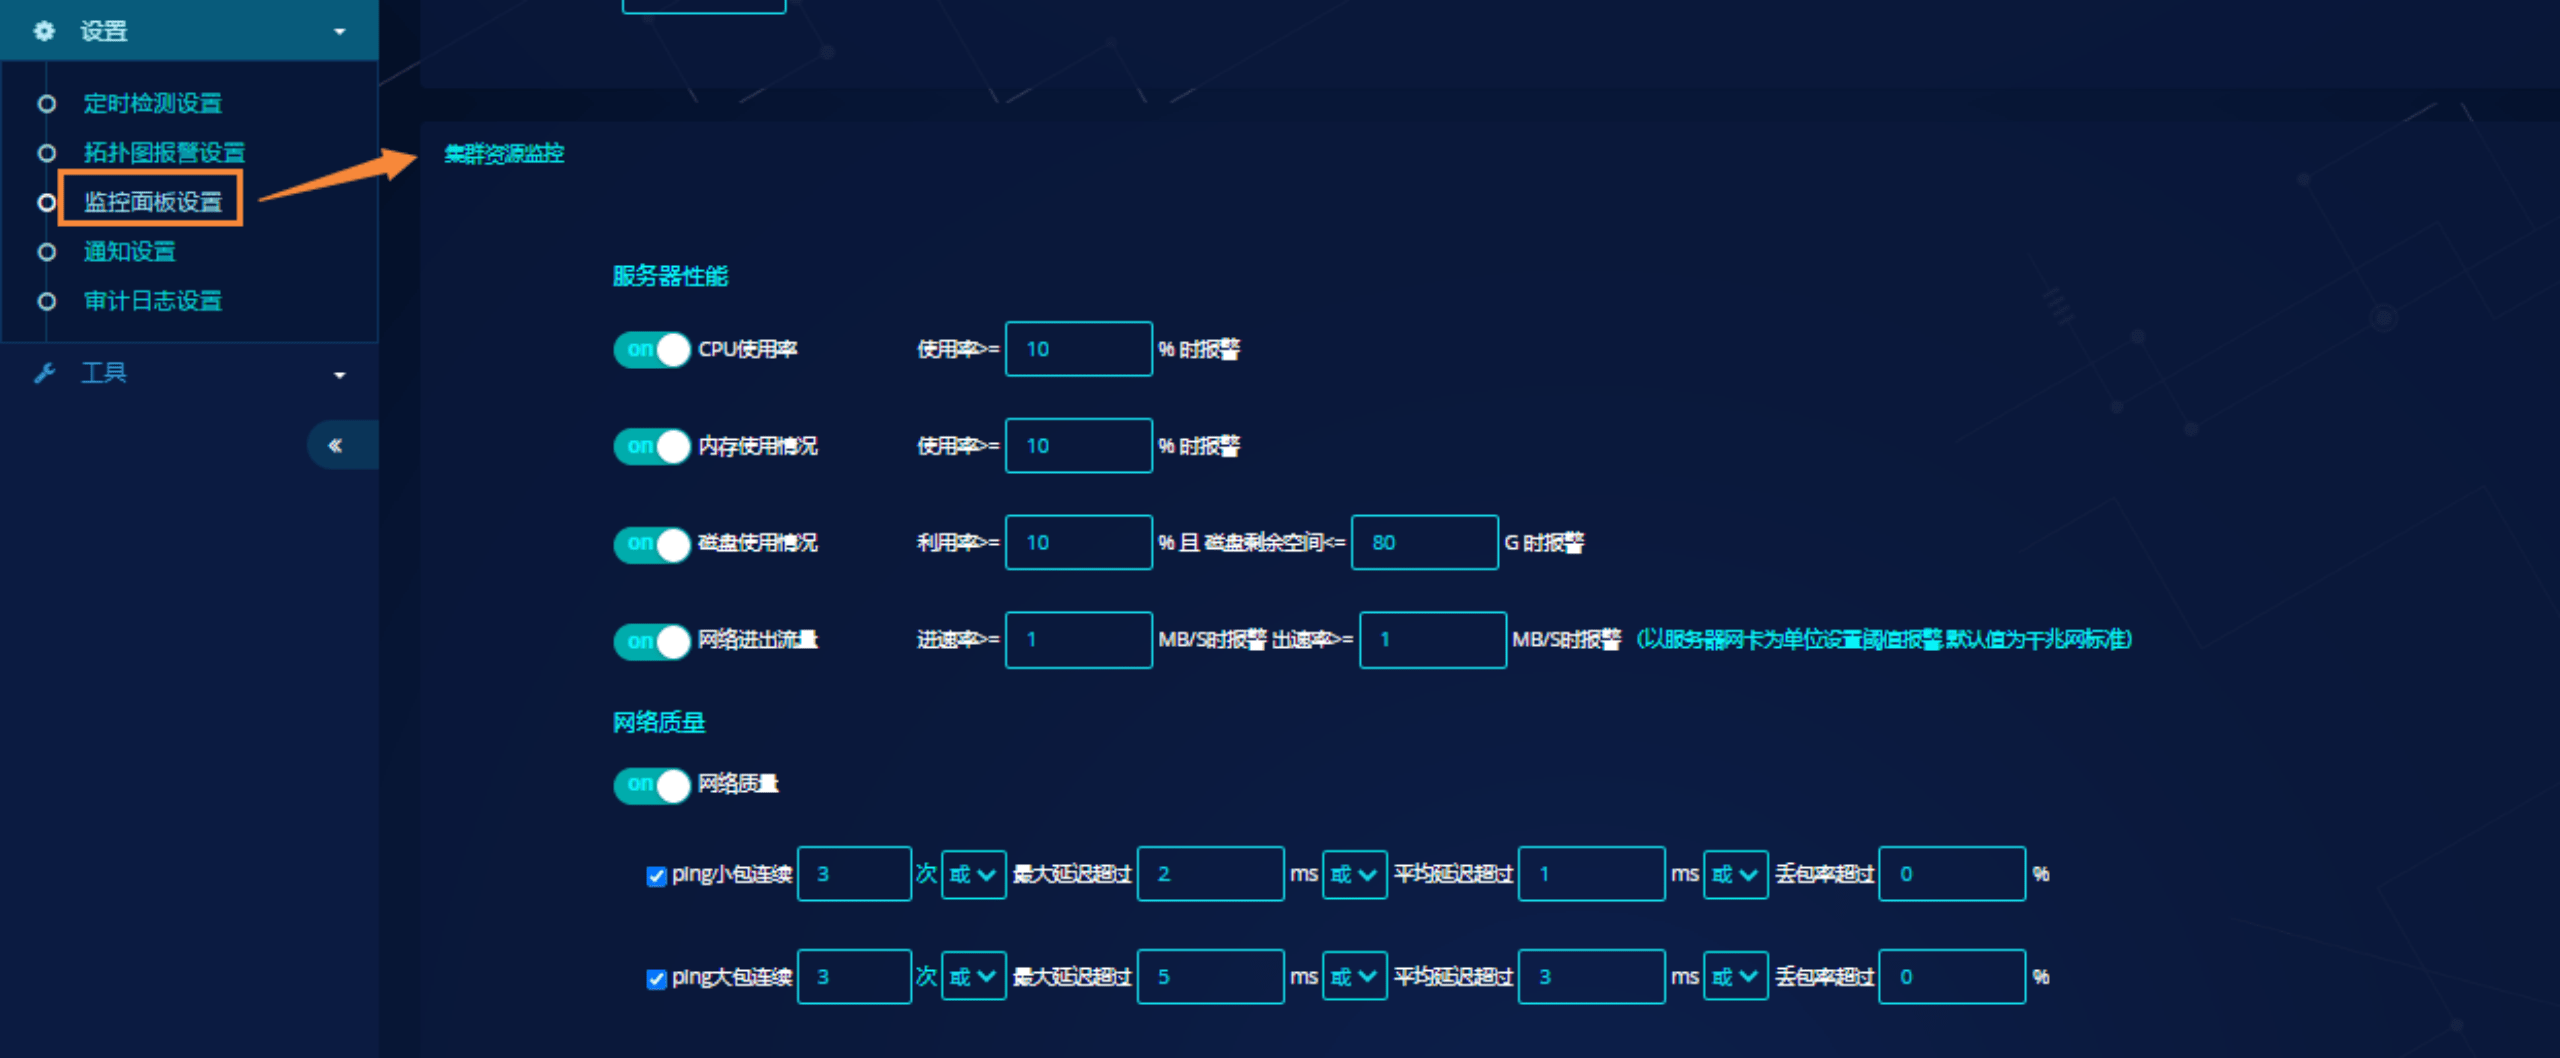 设置
定时检测设置
拓扑图报警设置
监控面板设置
通知设置
审计日志设置
工具
集群资源监控
服务器性能
on CPU使用率 使用率>= 10 % 时报警
on 内存使用情况 使用率>= 10 % 时报警
on 磁盘使用情况 利用率>= 10 % 且 磁盘剩余空间<= 80 G 时报警
on 网络进出流量 进速率>= 1 MB/S时报警 出速率>= 1 MB/S时报警 (以服务器网卡为单位设置阈值报警,默认值为千兆网标准)
网络质量
on 网络质量
ping小包连续 3 次 或 最大延迟超过 2 ms 或 平均延迟超过 1 ms 或 丢包率超过 0 %
ping大包连续 3 次 或 最大延迟超过 5 ms 或 平均延迟超过 3 ms 或 丢包率超过 0 %